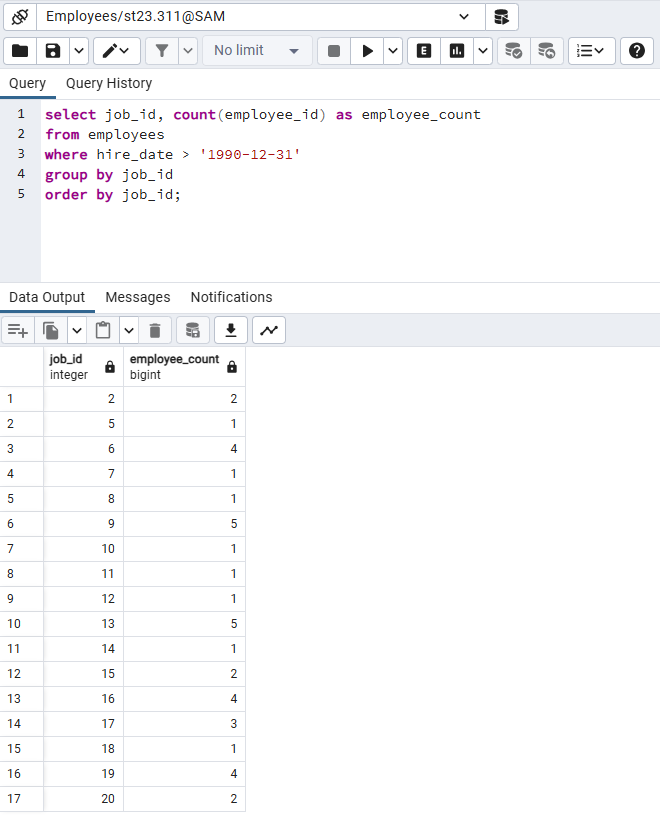 Employees/st23.311@SAM
No limit
E
Query Query History
1 select job_id, count(employee_id) as employee_count
2 from employees
3 where hire_date > '1990-12-31'
4 group by job_id
5 order by job_id;
Data Output Messages Notifications
job_id employee_count
integer bigint
1 2 2
2 5 1
3 6 4
4 7 1
5 8 1
6 9 5
7 10 1
8 11 1
9 12 1
10 13 5
11 14 1
12 15 2
13 16 4
14 17 3
15 18 1
16 19 4
17 20 2